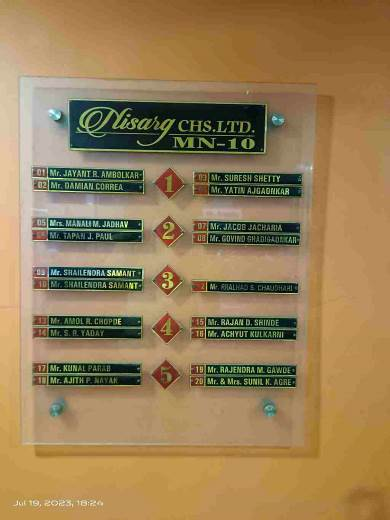 Nisarg CHS.LTD.
MN-10
01 Mr. JAYANT R. AMBOLKAR
02 Mr. DAMIAN CORREA
1
03 Mr. SURESH SHETTY
Mr. YATIN AJGAONKAR
05 Mrs. MANALI M. JADHAV
Mr. TAPAN J. PAUL
2
07 Mr. JACOB JACHARIA
08 Mr. GOVIND GHADIGAONKAR
09 Mr. SHAILENDRA SAMANT
10 Mr. SHAILENDRA SAMANT
3
Mr. PRALHAD S. CHAUDHARI
13 Mr. AMOL R. CHOPDE
14 Mr. S. R. YADAV
4
15 Mr. RAJAN D. SHINDE
16 Mr. ACHYUT KULKARNI
17 Mr. KUNAL PARAB
18 Mr. AJITH P. NAYAK
5
19 Mr. RAJENDRA M. GAWDE
20 Mr. & Mrs. SUNIL K. AGRE
Jul 19, 2023, 18:24